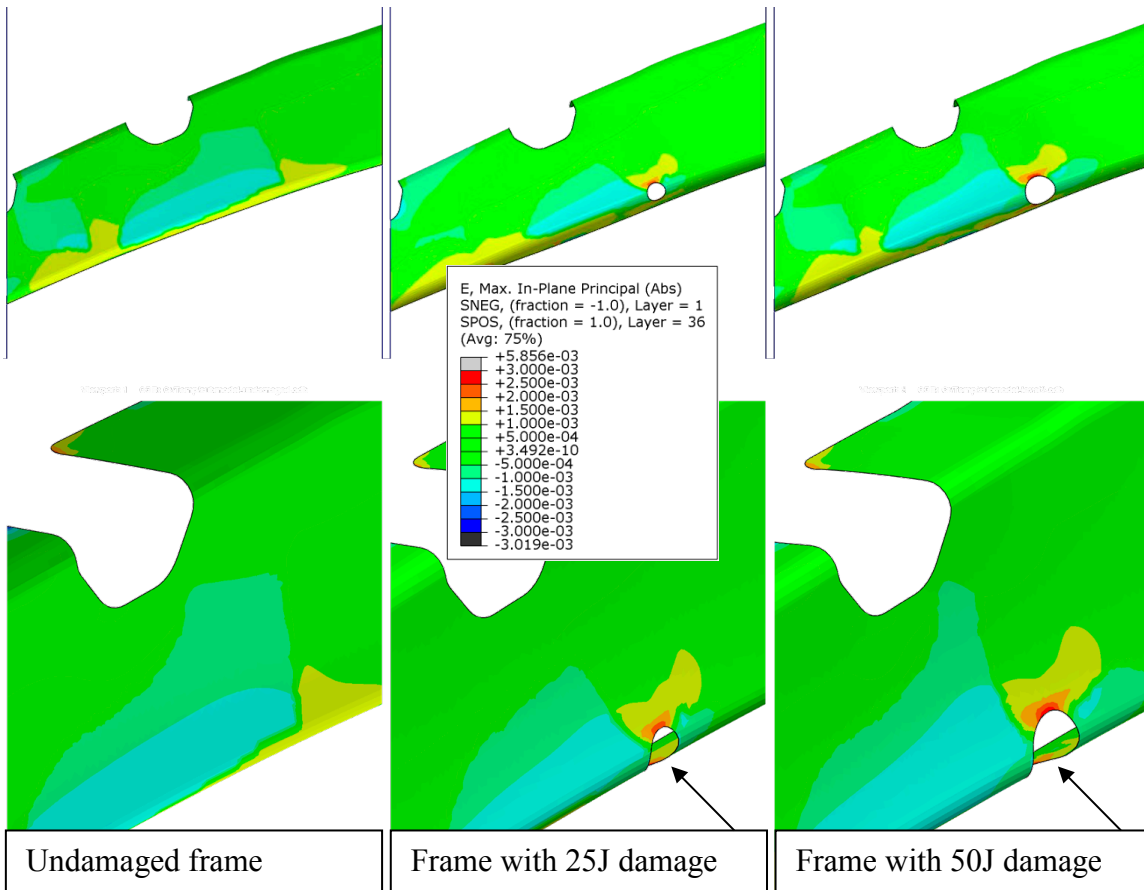 E, Max. In-Plane Principal (Abs)
SNEG, (fraction = -1.0), Layer = 1
SPOS, (fraction = 1.0), Layer = 36
(Avg: 75%)
+5.856e-03
+3.000e-03
+2.500e-03
+2.000e-03
+1.500e-03
+1.000e-03
+5.000e-04
+3.492e-10
-5.000e-04
-1.000e-03
-1.500e-03
-2.000e-03
-2.500e-03
-3.000e-03
-3.019e-03
Undamaged frame
Frame with 25J damage
Frame with 50J damage